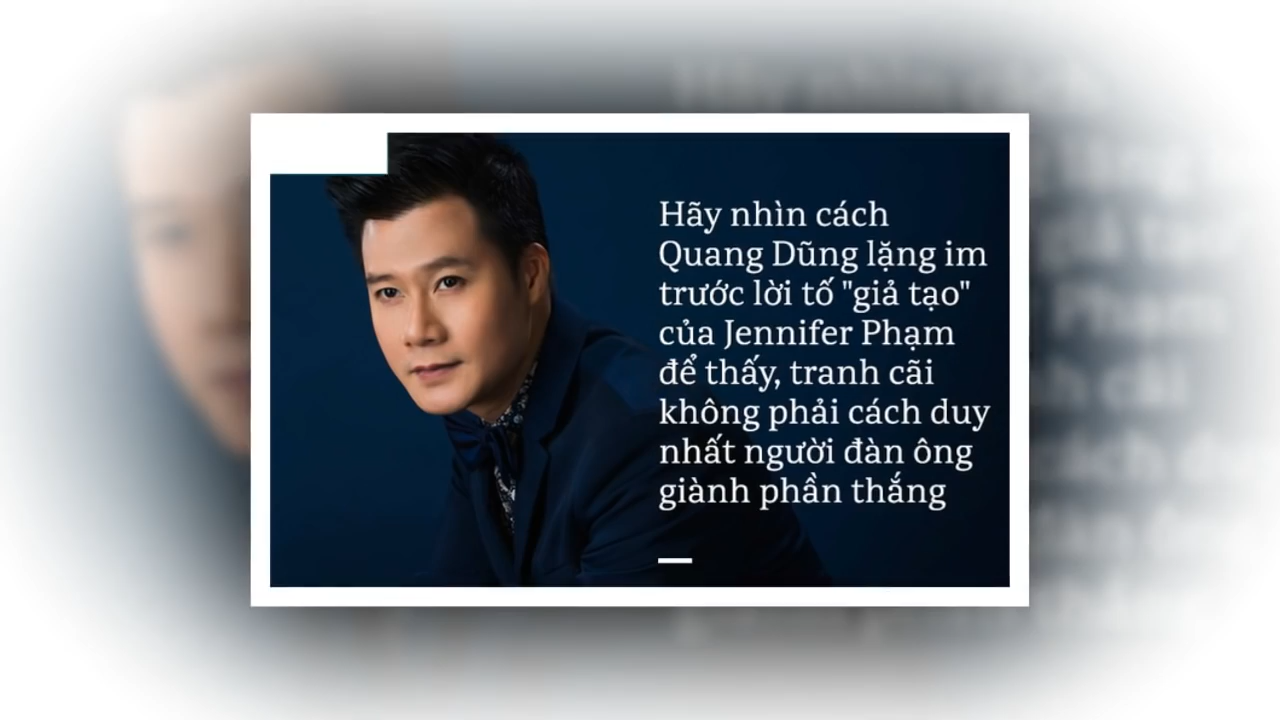 Hãy nhìn cách
Quang Dũng lặng im
trước lời tố "giả tạo"
của Jennifer Phạm
để thấy, tranh cãi
không phải cách duy
nhất người đàn ông
giành phần thắng